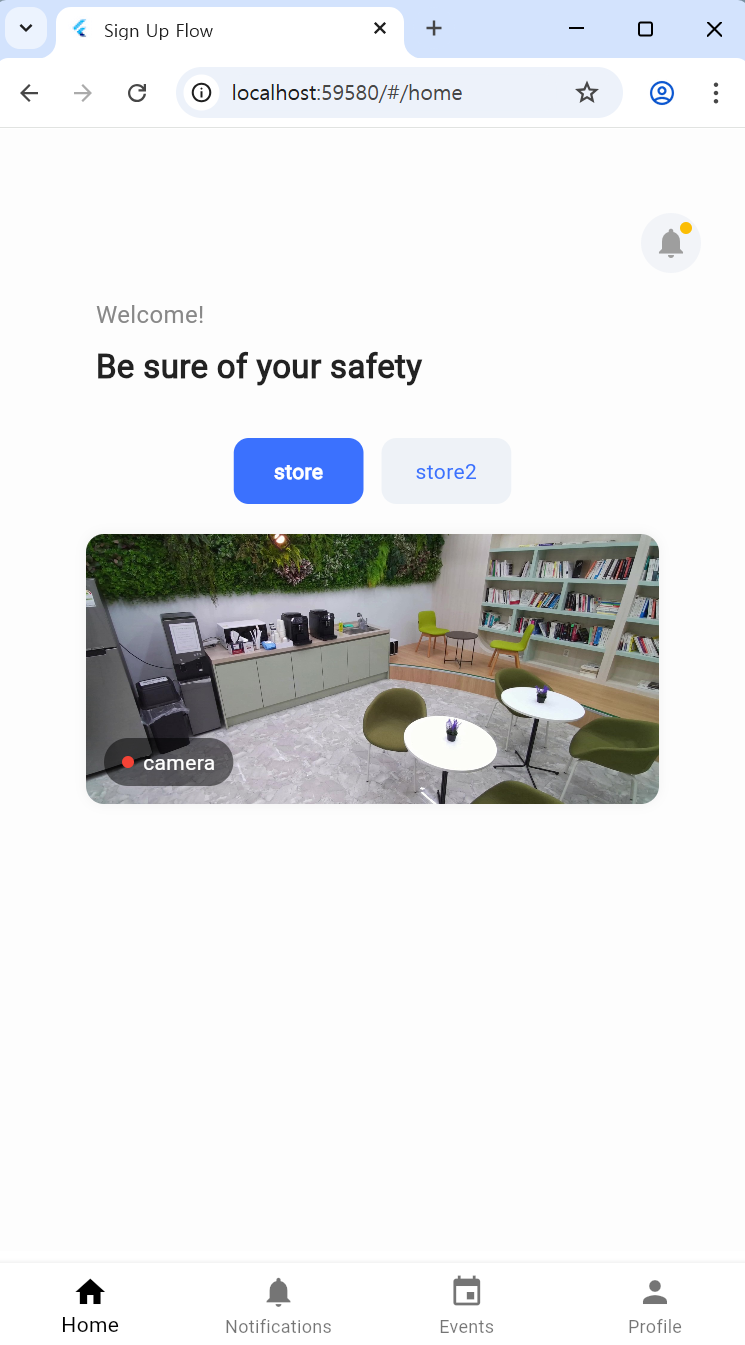 Sign Up Flow
localhost:59580/#/home
Welcome!
Be sure of your safety
store
store2
camera
Home
Notifications
Events
Profile